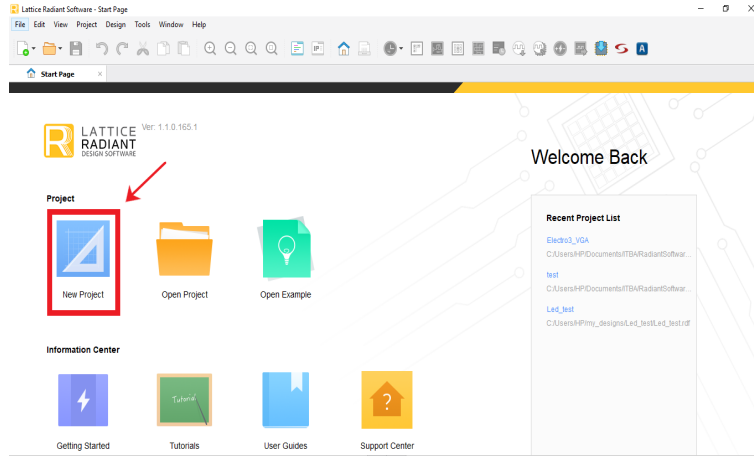 Lattice Radiant Software - Start Page
File Edit View Project Design Tools Window Help
Start Page
LATTICE
RADIANT
DESIGN SOFTWARE
Ver: 1.1.0.165.1
Welcome Back
Project
New Project Open Project Open Example
Recent Project List
Electro3_VGA
C:/Users/HP/Documents/ITBA/RadiantSoftwar...
test
C:/Users/HP/Documents/ITBA/RadiantSoftwar...
Led_test
C:/Users/HP/my_designs/Led_test/Led_test.rdf
Information Center
Tutorial
Getting Started Tutorials User Guides Support Center